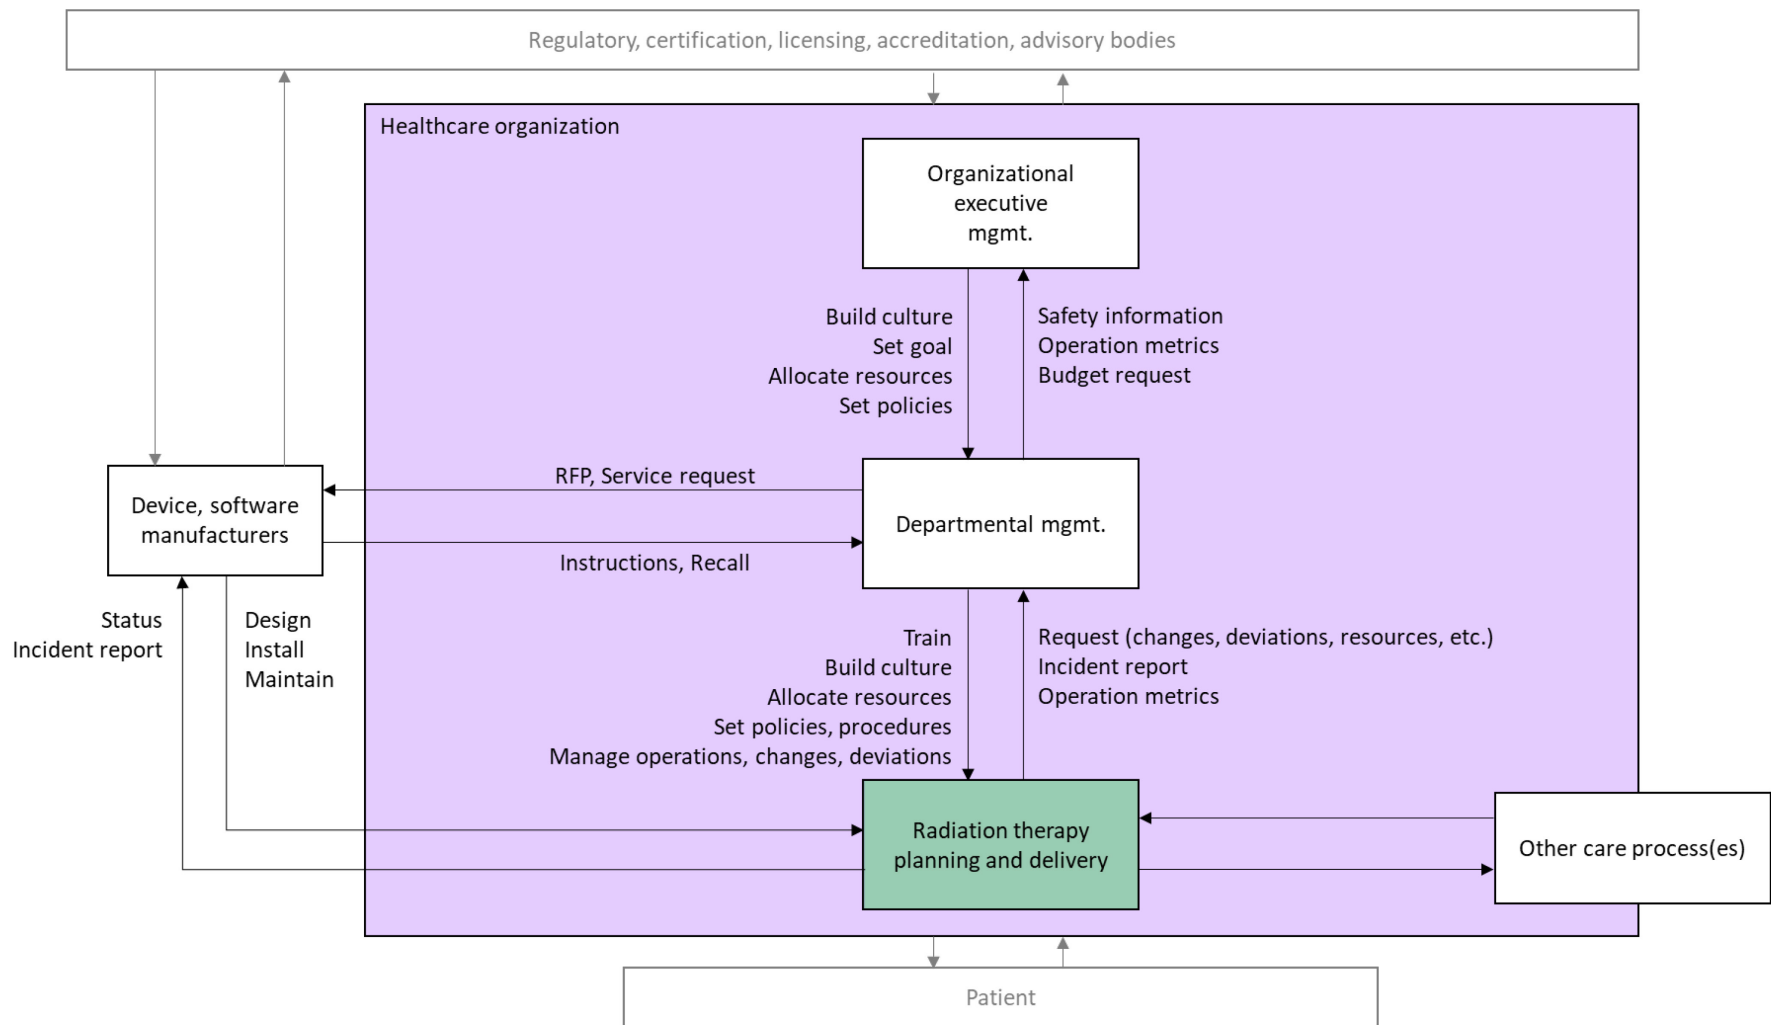 Regulatory, certification, licensing, accreditation, advisory bodies
Healthcare organization
Organizational
executive
mgmt.
Build culture
Set goal
Allocate resources
Set policies
Safety information
Operation metrics
Budget request
RFP, Service request
Device, software
manufacturers
Departmental mgmt.
Instructions, Recall
Status
Incident report
Design
Install
Maintain
Train
Build culture
Allocate resources
Set policies, procedures
Manage operations, changes, deviations
Request (changes, deviations, resources, etc.)
Incident report
Operation metrics
Radiation therapy
planning and delivery
Other care process(es)
Patient